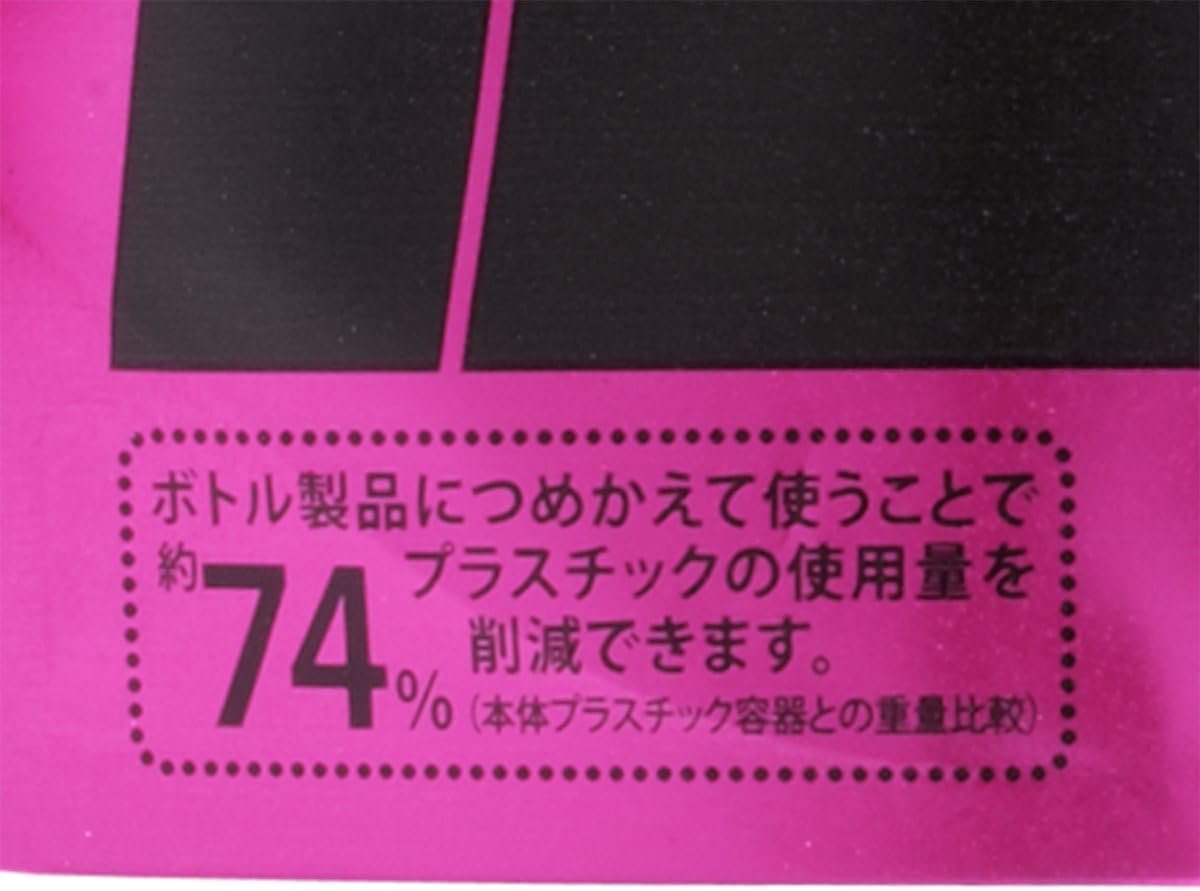 ボトル製品につめかえて使うことで
約74%
プラスチックの使用量を
削減できます。
(本体プラスチック容器との重量比較)